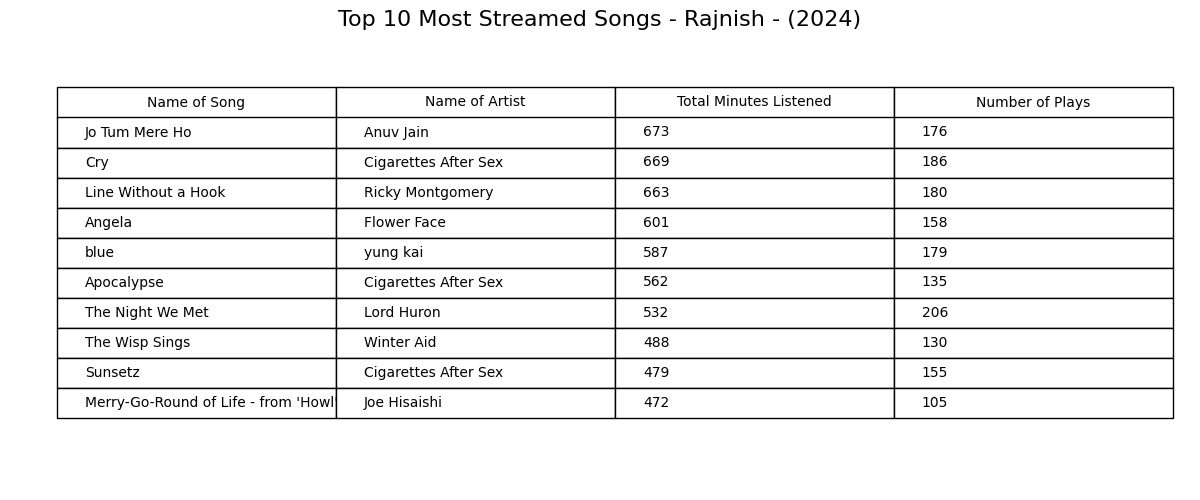 Top 10 Most Streamed Songs - Rajnish - (2024)
Name of Song Name of Artist Total Minutes Listened Number of Plays
Jo Tum Mere Ho Anuv Jain 673 176
Cry Cigarettes After Sex 669 186
Line Without a Hook Ricky Montgomery 663 180
Angela Flower Face 601 158
blue yung kai 587 179
Apocalypse Cigarettes After Sex 562 135
The Night We Met Lord Huron 532 206
The Wisp Sings Winter Aid 488 130
Sunsetz Cigarettes After Sex 479 155
Merry-Go-Round of Life - from 'Howl' Joe Hisaishi 472 105